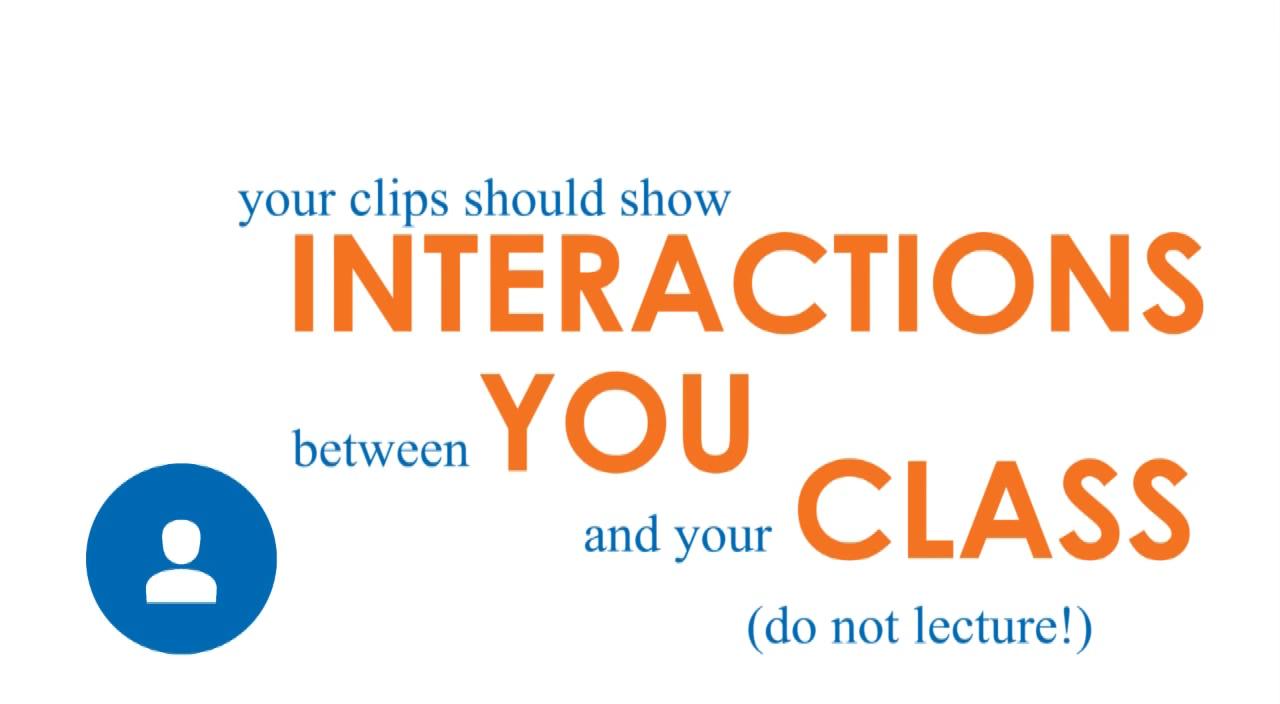 your clips should show
INTERACTIONS
between YOU
and your CLASS
(do not lecture!)